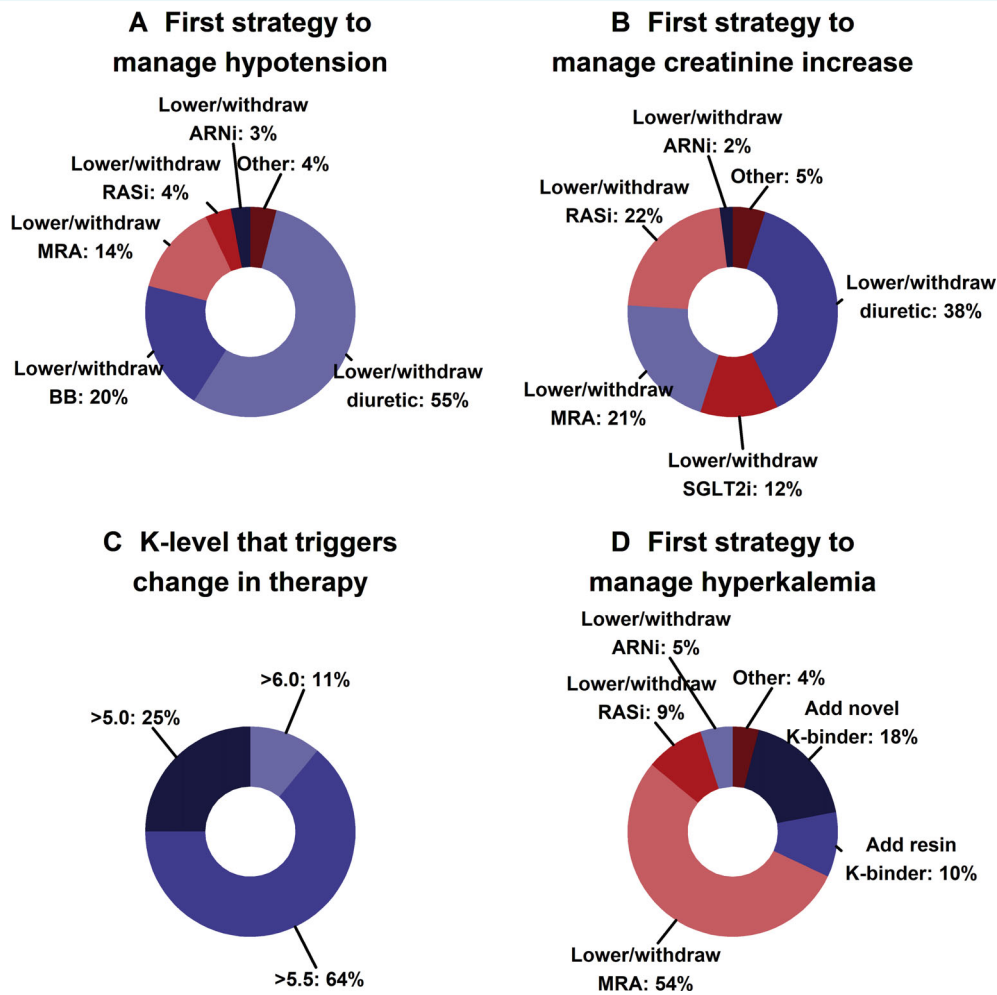 A First strategy to
manage hypotension
Lower/withdraw
ARNi: 3%
Other: 4%
Lower/withdraw
RASi: 4%
Lower/withdraw
MRA: 14%
Lower/withdraw
BB: 20%
Lower/withdraw
diuretic: 55%
B First strategy to
manage creatinine increase
Lower/withdraw
ARNi: 2%
Other: 5%
Lower/withdraw
RASi: 22%
Lower/withdraw
diuretic: 38%
Lower/withdraw
MRA: 21%
Lower/withdraw
SGLT2i: 12%
C K-level that triggers
change in therapy
>6.0: 11%
>5.0: 25%
>5.5: 64%
D First strategy to
manage hyperkalemia
Lower/withdraw
ARNi: 5%
Other: 4%
Lower/withdraw
RASi: 9%
Add novel
K-binder: 18%
Add resin
K-binder: 10%
Lower/withdraw
MRA: 54%